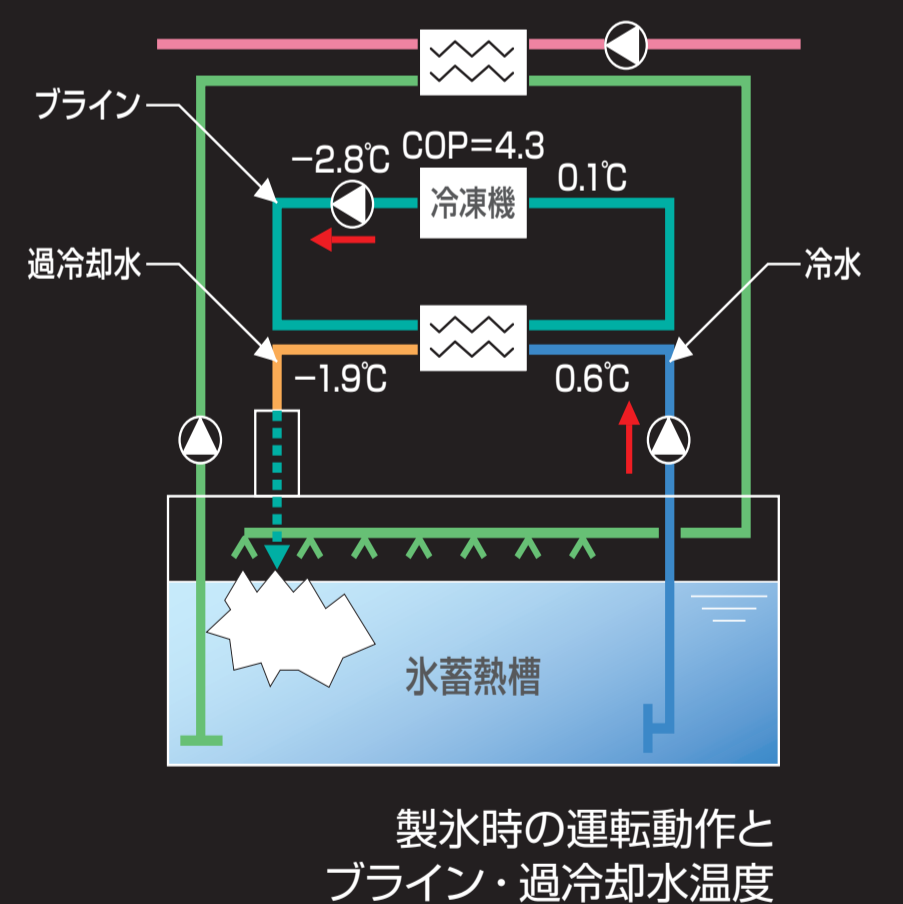 ブライン
−2.8℃
COP=4.3
冷凍機
0.1℃
過冷却水
冷水
−1.9℃
0.6℃
氷蓄熱槽
製氷時の運転動作と
ブライン・過冷却水温度